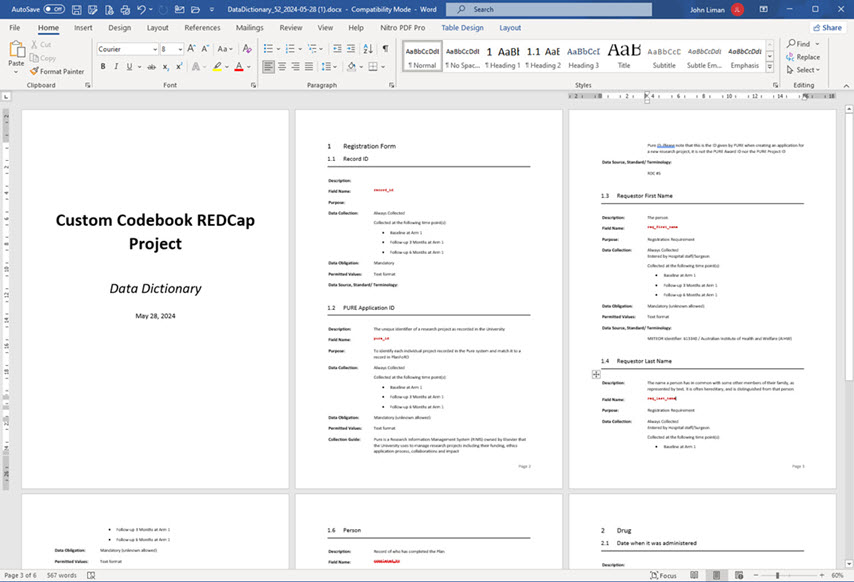 AutoSave Off DataDictionary_52_2024-05-28 (1).docx - Compatibility Mode - Word Search John Liman JL
File Home Insert Design Layout References Mailings Review View Help Nitro PDF Pro Table Design Layout Share
Paste Cut Copy Format Painter
Courier 8
AaBbCcDdI AaBbCcDdI 1 AaBl 1.1 AaE AaBbCcI AaB AaBbCcC AaBbCcDdI AaBbCcDdI
Normal No Spac... Heading 1 Heading 2 Heading 3 Title Subtitle Subtle Em... Emphasis
Find Replace Select
Clipboard Font Paragraph Styles Editing
Custom Codebook REDCap
Project
Data Dictionary
May 28, 2024
1 Registration Form
1.1 Record ID
Description:
Field Name: record_id
Purpose:
Data Collection: Always Collected
Collected at the following time point(s)
• Baseline at Arm 1
• Follow-up 3 Months at Arm 1
• Follow-up 6 Months at Arm 1
Data Obligation: Mandatory
Permitted Values: Text format
Data Source, Standard/ Terminology:
1.2 PURE Application ID
Description: The unique identifier of a research project as recorded in the University
Field Name: pure_id
Purpose: To identify each individual project recorded in the Pure system and match it to a
Data Collection: Always Collected
Collected at the following time point(s)
• Baseline at Arm 1
• Follow-up 3 Months at Arm 1
• Follow-up 6 Months at Arm 1
Data Obligation: Mandatory (unknown allowed)
Permitted Values: Text format
Collection Guide: Pure is a Research Information Management System (RIMS) owned by Elsevier that
the University uses to manage research projects including their funding, ethics
application process, collaborations and impact
Page 2
note that this is the ID given by PURE when creating an application for
a new research project, it is not the PURE Award ID nor the PURE Project ID
Data Source, Standard/ Terminology:
1.3 Requestor First Name
Description: The person
Field Name: req_first_name
Purpose: Registration Requirement
Data Collection: Always Collected
Entered by Hospital staff/Surgeon
Collected at the following time point(s)
• Baseline at Arm 1
• Follow-up 3 Months at Arm 1
• Follow-up 6 Months at Arm 1
Data Obligation: Mandatory (unknown allowed)
Permitted Values: Text format
Data Source, Standard/ Terminology:
1.4 Requestor Last Name
Description: The name a person has in common with some other members of their family, as
represented by text. It is often hereditary, and is distinguished from that person
Field Name: req_last_name
Purpose: Registration Requirement
Data Collection: Always Collected
Entered by Hospital staff/Surgeon
Collected at the following time point(s)
• Baseline at Arm 1
Page 3
• Follow-up 3 Months at Arm 1
• Follow-up 6 Months at Arm 1
Data Obligation: Mandatory (unknown allowed)
Permitted Values: Text format
1.6 Person
Description: Record of who has completed the Plan
Field Name:
2 Drug
2.1 Date when it was administered
Description:
Page 3 of 6 567 words Focus 60%